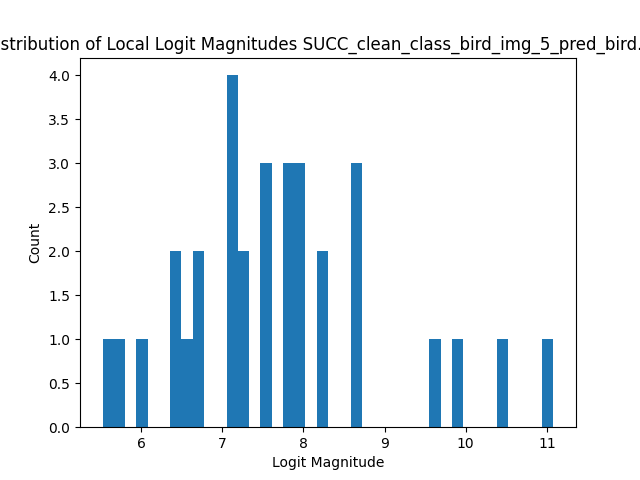 stribution of Local Logit Magnitudes SUCC_clean_class_bird_img_5_pred_bird.
4.0
3.5
3.0
2.5
2.0
1.5
1.0
0.5
0.0
Count
6 7 8 9 10 11
Logit Magnitude